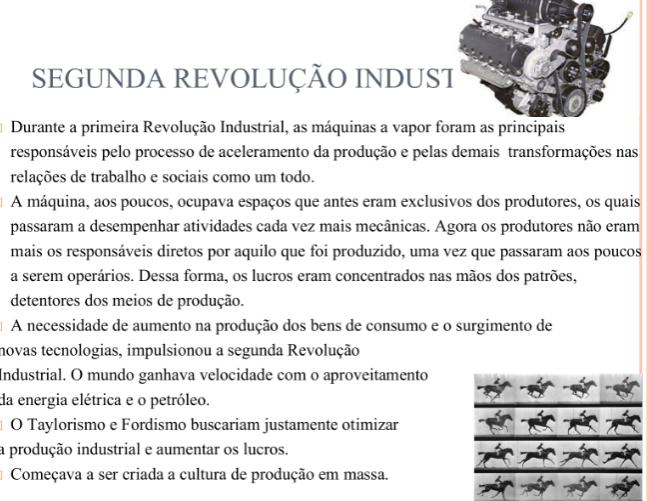 SEGUNDA REVOLUÇÃO INDUST
Durante a primeira Revolução Industrial, as máquinas a vapor foram as principais
responsáveis pelo processo de aceleramento da produção e pelas demais transformações nas
relações de trabalho e sociais como um todo.
A máquina, aos poucos, ocupava espaços que antes eram exclusivos dos produtores, os quais
passaram a desempenhar atividades cada vez mais mecânicas. Agora os produtores não eram
mais os responsáveis diretos por aquilo que foi produzido, uma vez que passaram aos poucos
a serem operários. Dessa forma, os lucros eram concentrados nas mãos dos patrões,
detentores dos meios de produção.
A necessidade de aumento na produção dos bens de consumo e o surgimento de
novas tecnologias, impulsionou a segunda Revolução
Industrial. O mundo ganhava velocidade com o aproveitamento
da energia elétrica e o petróleo.
O Taylorismo e Fordismo buscariam justamente otimizar
a produção industrial e aumentar os lucros.
Começava a ser criada a cultura de produção em massa.